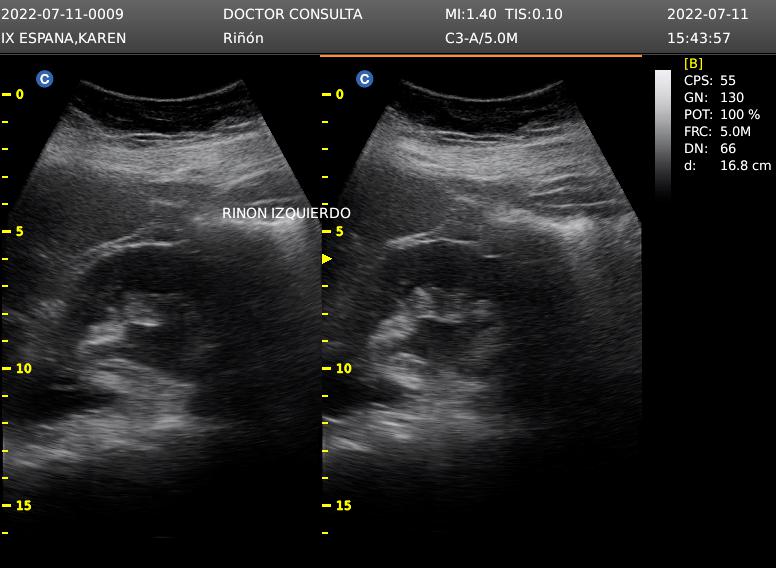 2022-07-11-0009 DOCTOR CONSULTA MI:1.40 TIS:0.10 2022-07-11
IX ESPANA,KAREN Riñón C3-A/5.0M 15:43:57
C C [B]
0 0 CPS: 55
GN: 130
POT: 100 %
FRC: 5.0M
DN: 66
d: 16.8 cm
RINON IZQUIERDO
5 5
10 10
15 15